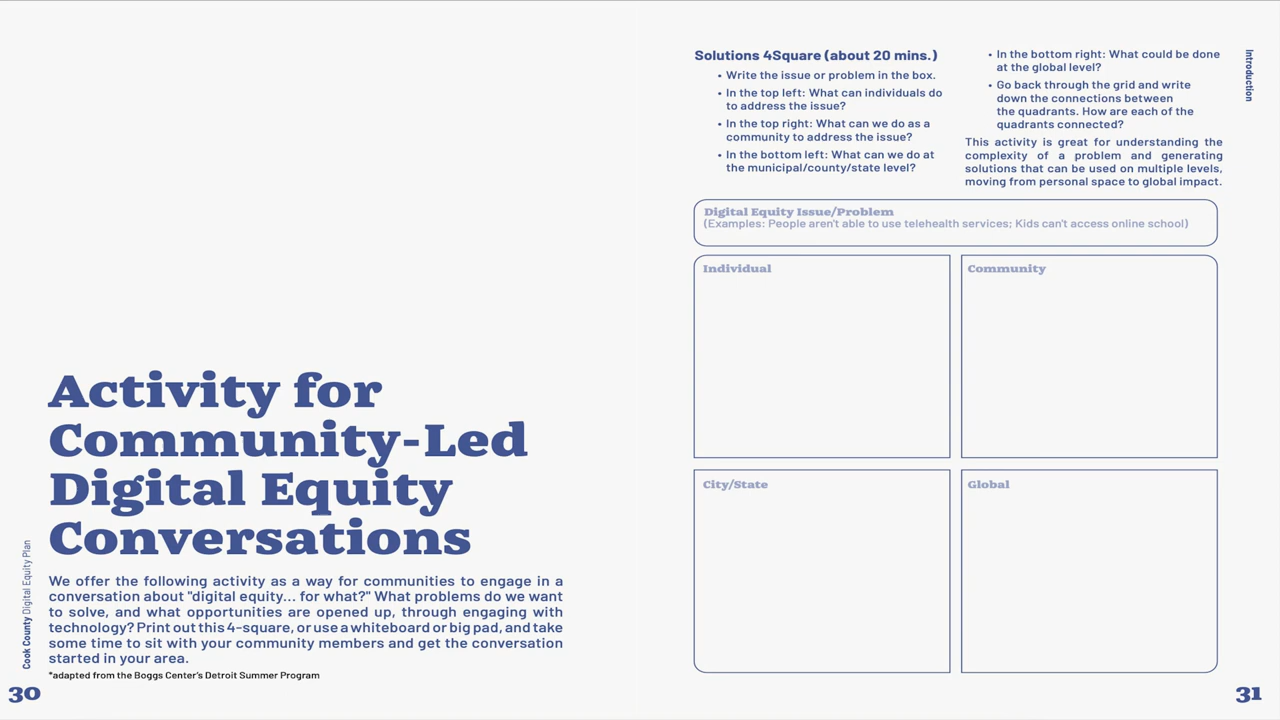 Activity for
Community-Led
Digital Equity
Conversations
We offer the following activity as a way for communities to engage in a
conversation about "digital equity... for what?" What problems do we want
to solve, and what opportunities are opened up, through engaging with
technology? Print out this 4-square, or use a whiteboard or big pad, and take
some time to sit with your community members and get the conversation
started in your area.
*adapted from the Boggs Center's Detroit Summer Program
Cook County Digital Equity Plan
30
Solutions 4Square (about 20 mins.)
• Write the issue or problem in the box.
• In the top left: What can individuals do
to address the issue?
• In the top right: What can we do as a
community to address the issue?
• In the bottom left: What can we do at
the municipal/county/state level?
• In the bottom right: What could be done
at the global level?
• Go back through the grid and write
down the connections between
the quadrants. How are each of the
quadrants connected?
This activity is great for understanding the
complexity of a problem and generating
solutions that can be used on multiple levels,
moving from personal space to global impact.
Introduction
Digital Equity Issue/Problem
(Examples: People aren't able to use telehealth services; Kids can't access online school)
Individual
Community
City/State
Global
31